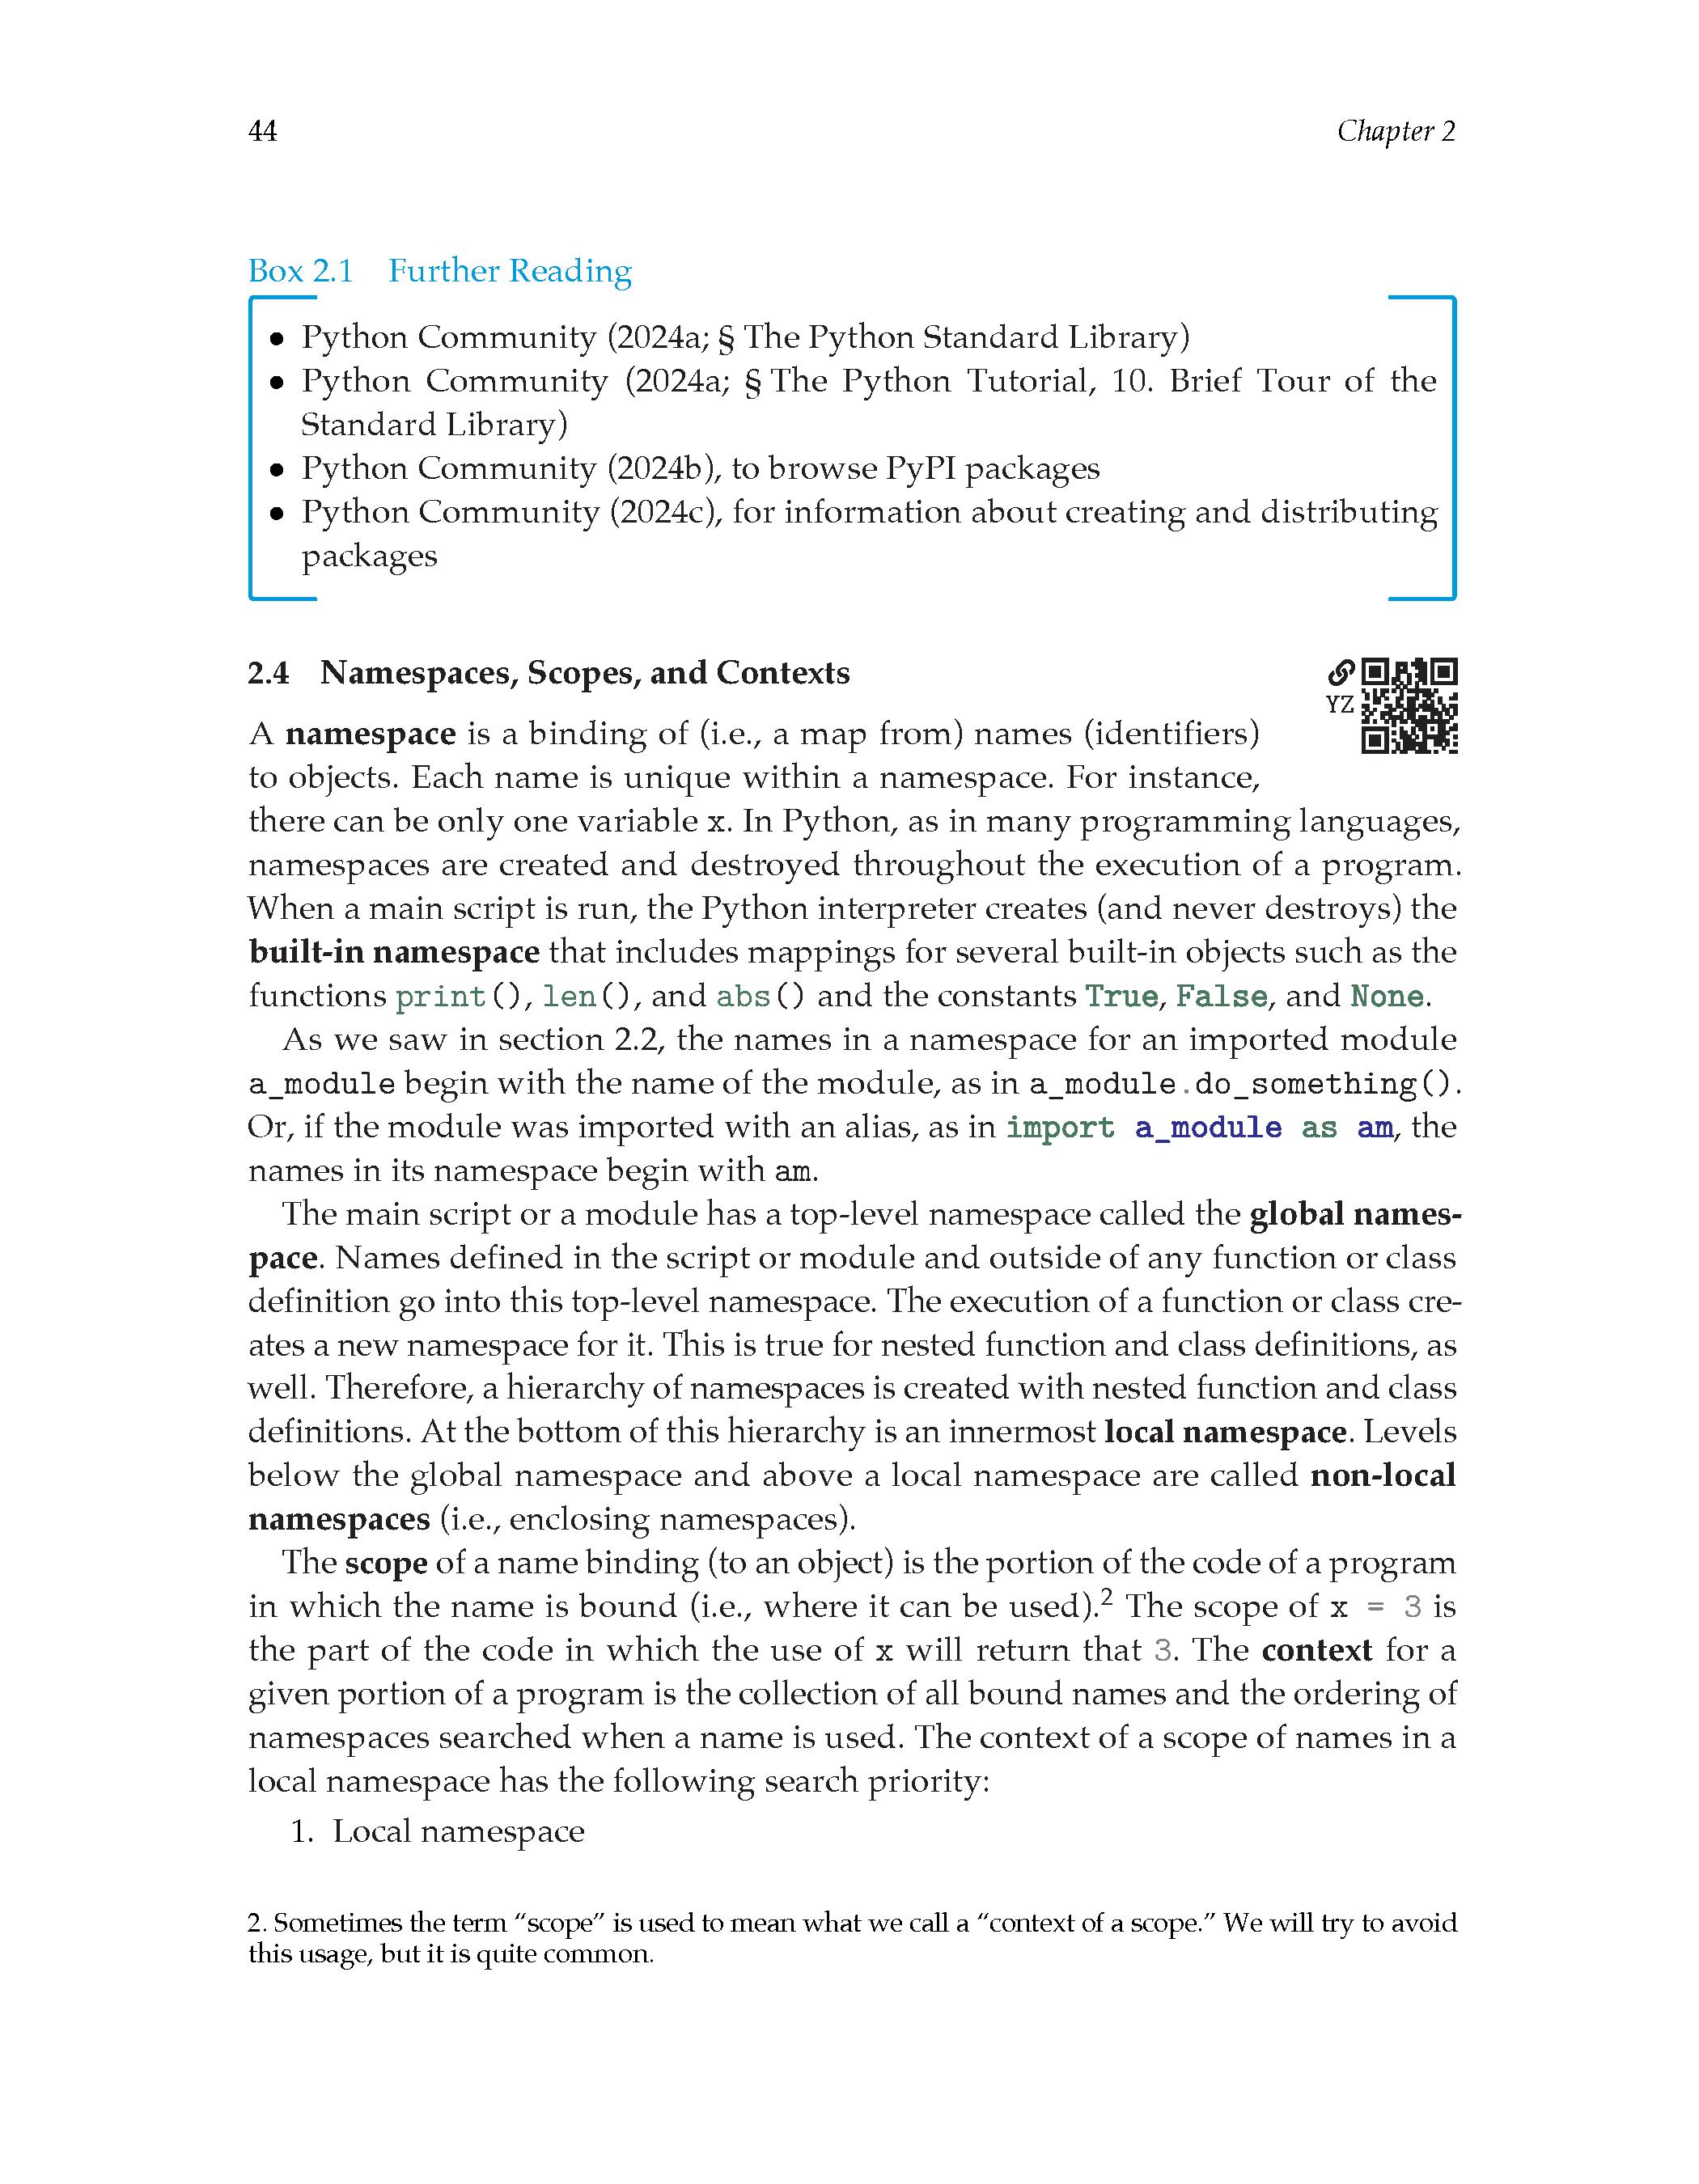 44
Chapter 2
Box 2.1 Further Reading
• Python Community (2024a; § The Python Standard Library)
• Python Community (2024a; § The Python Tutorial, 10. Brief Tour of the
Standard Library)
• Python Community (2024b), to browse PyPI packages
• Python Community (2024c), for information about creating and distributing
packages
2.4 Namespaces, Scopes, and Contexts
YZ
A namespace is a binding of (i.e., a map from) names (identifiers)
to objects. Each name is unique within a namespace. For instance,
there can be only one variable x. In Python, as in many programming languages,
namespaces are created and destroyed throughout the execution of a program.
When a main script is run, the Python interpreter creates (and never destroys) the
built-in namespace that includes mappings for several built-in objects such as the
functions print(), len(), and abs() and the constants True, False, and None.
As we saw in section 2.2, the names in a namespace for an imported module
a_module begin with the name of the module, as in a_module.do_something().
Or, if the module was imported with an alias, as in import a_module as am, the
names in its namespace begin with am.
The main script or a module has a top-level namespace called the global names-
pace. Names defined in the script or module and outside of any function or class
definition go into this top-level namespace. The execution of a function or class cre-
ates a new namespace for it. This is true for nested function and class definitions, as
well. Therefore, a hierarchy of namespaces is created with nested function and class
definitions. At the bottom of this hierarchy is an innermost local namespace. Levels
below the global namespace and above a local namespace are called non-local
namespaces (i.e., enclosing namespaces).
The scope of a name binding (to an object) is the portion of the code of a program
in which the name is bound (i.e., where it can be used).2 The scope of x = 3 is
the part of the code in which the use of x will return that 3. The context for a
given portion of a program is the collection of all bound names and the ordering of
namespaces searched when a name is used. The context of a scope of names in a
local namespace has the following search priority:
1. Local namespace
2. Sometimes the term “scope” is used to mean what we call a “context of a scope.” We will try to avoid
this usage, but it is quite common.